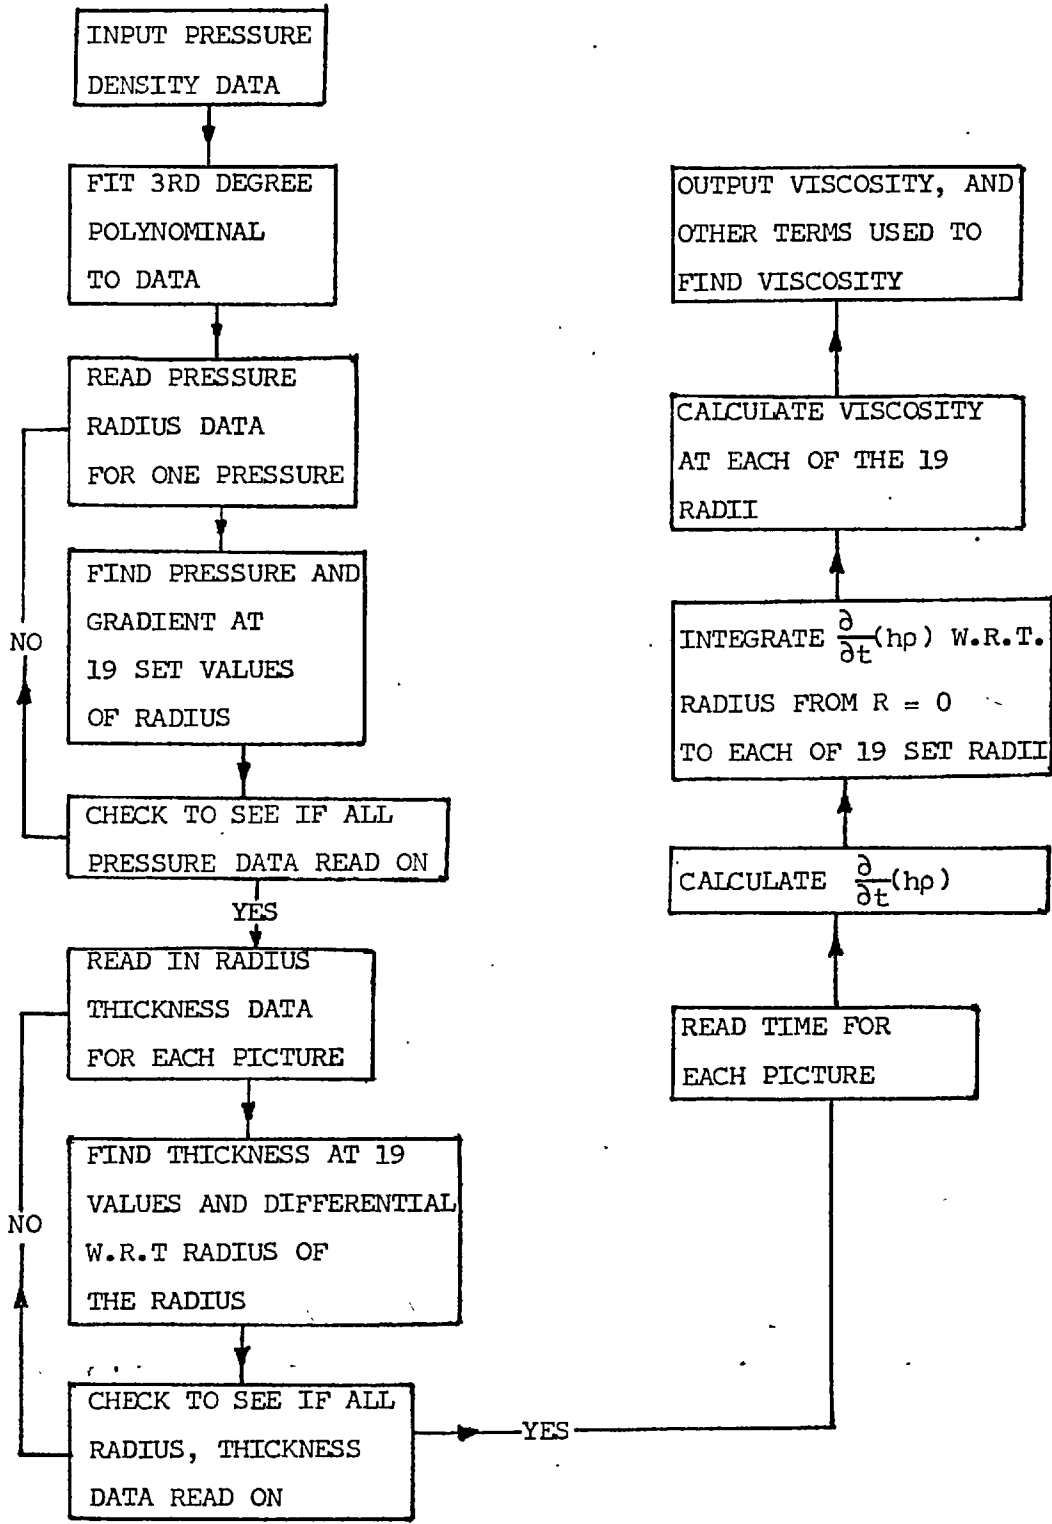 INPUT PRESSURE
DENSITY DATA
FIT 3RD DEGREE
POLYNOMINAL
TO DATA
READ PRESSURE
RADIUS DATA
FOR ONE PRESSURE
FIND PRESSURE AND
GRADIENT AT
19 SET VALUES
OF RADIUS
NO
CHECK TO SEE IF ALL
PRESSURE DATA READ ON
YES
READ IN RADIUS
THICKNESS DATA
FOR EACH PICTURE
FIND THICKNESS AT 19
VALUES AND DIFFERENTIAL
W.R.T RADIUS OF
THE RADIUS
NO
CHECK TO SEE IF ALL
RADIUS, THICKNESS
DATA READ ON
YES
READ TIME FOR
EACH PICTURE
CALCULATE ∂/∂t(hρ)
INTEGRATE ∂/∂t(hρ) W.R.T.
RADIUS FROM R = 0
TO EACH OF 19 SET RADII
CALCULATE VISCOSITY
AT EACH OF THE 19
RADII
OUTPUT VISCOSITY, AND
OTHER TERMS USED TO
FIND VISCOSITY